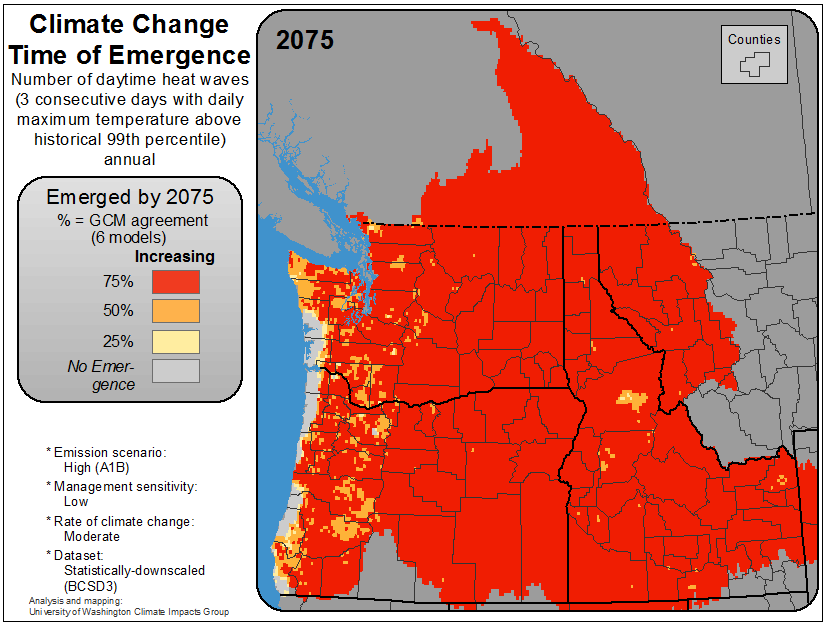 Climate Change
Time of Emergence
Number of daytime heat waves
(3 consecutive days with daily
maximum temperature above
historical 99th percentile)
annual
Emerged by 2075
% = GCM agreement
(6 models)
Increasing
75%
50%
25%
No Emer-
gence
* Emission scenario:
High (A1B)
* Management sensitivity:
Low
* Rate of climate change:
Moderate
* Dataset:
Statistically-downscaled
(BCSD3)
Analysis and mapping:
University of Washington Climate Impacts Group
2075
Counties